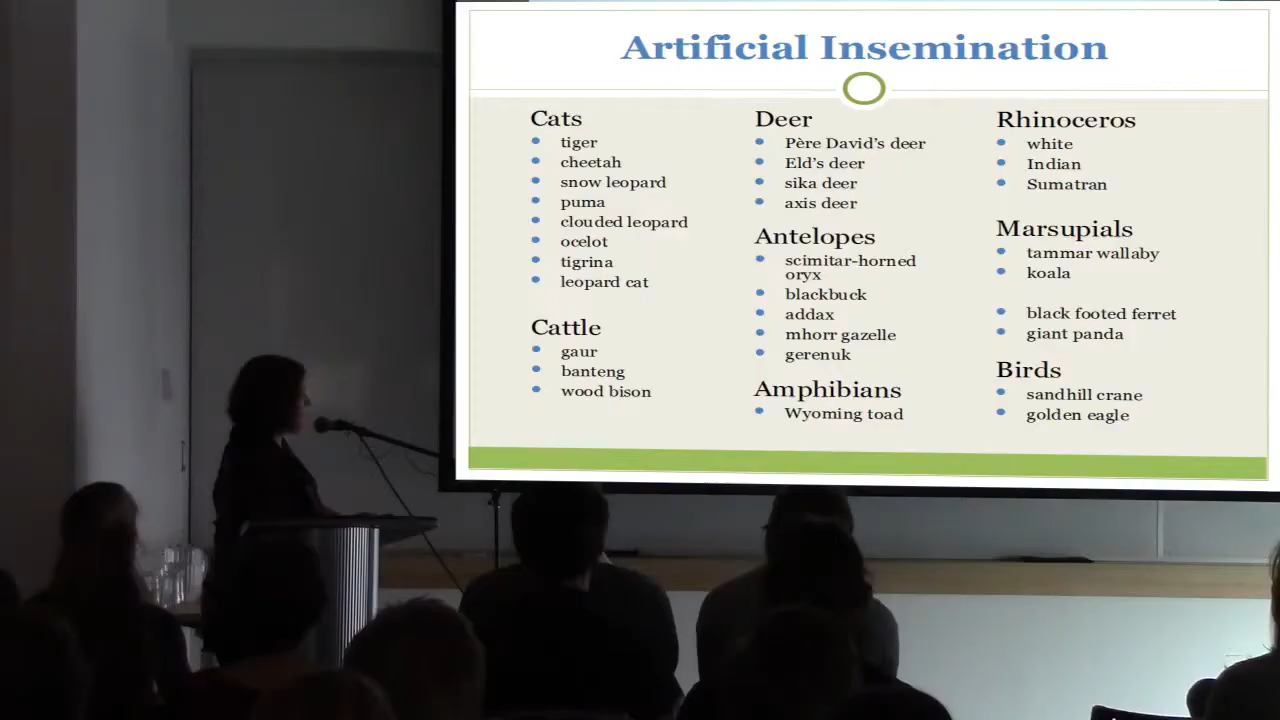 Artificial Insemination
Cats
tiger
cheetah
snow leopard
puma
clouded leopard
ocelot
tigrina
leopard cat
Cattle
gaur
banteng
wood bison
Deer
Père David's deer
Eld's deer
sika deer
axis deer
Antelopes
scimitar-horned
oryx
blackbuck
addax
mhorr gazelle
gerenuk
Amphibians
Wyoming toad
Rhinoceros
white
Indian
Sumatran
Marsupials
tammar wallaby
koala
black footed ferret
giant panda
Birds
sandhill crane
golden eagle